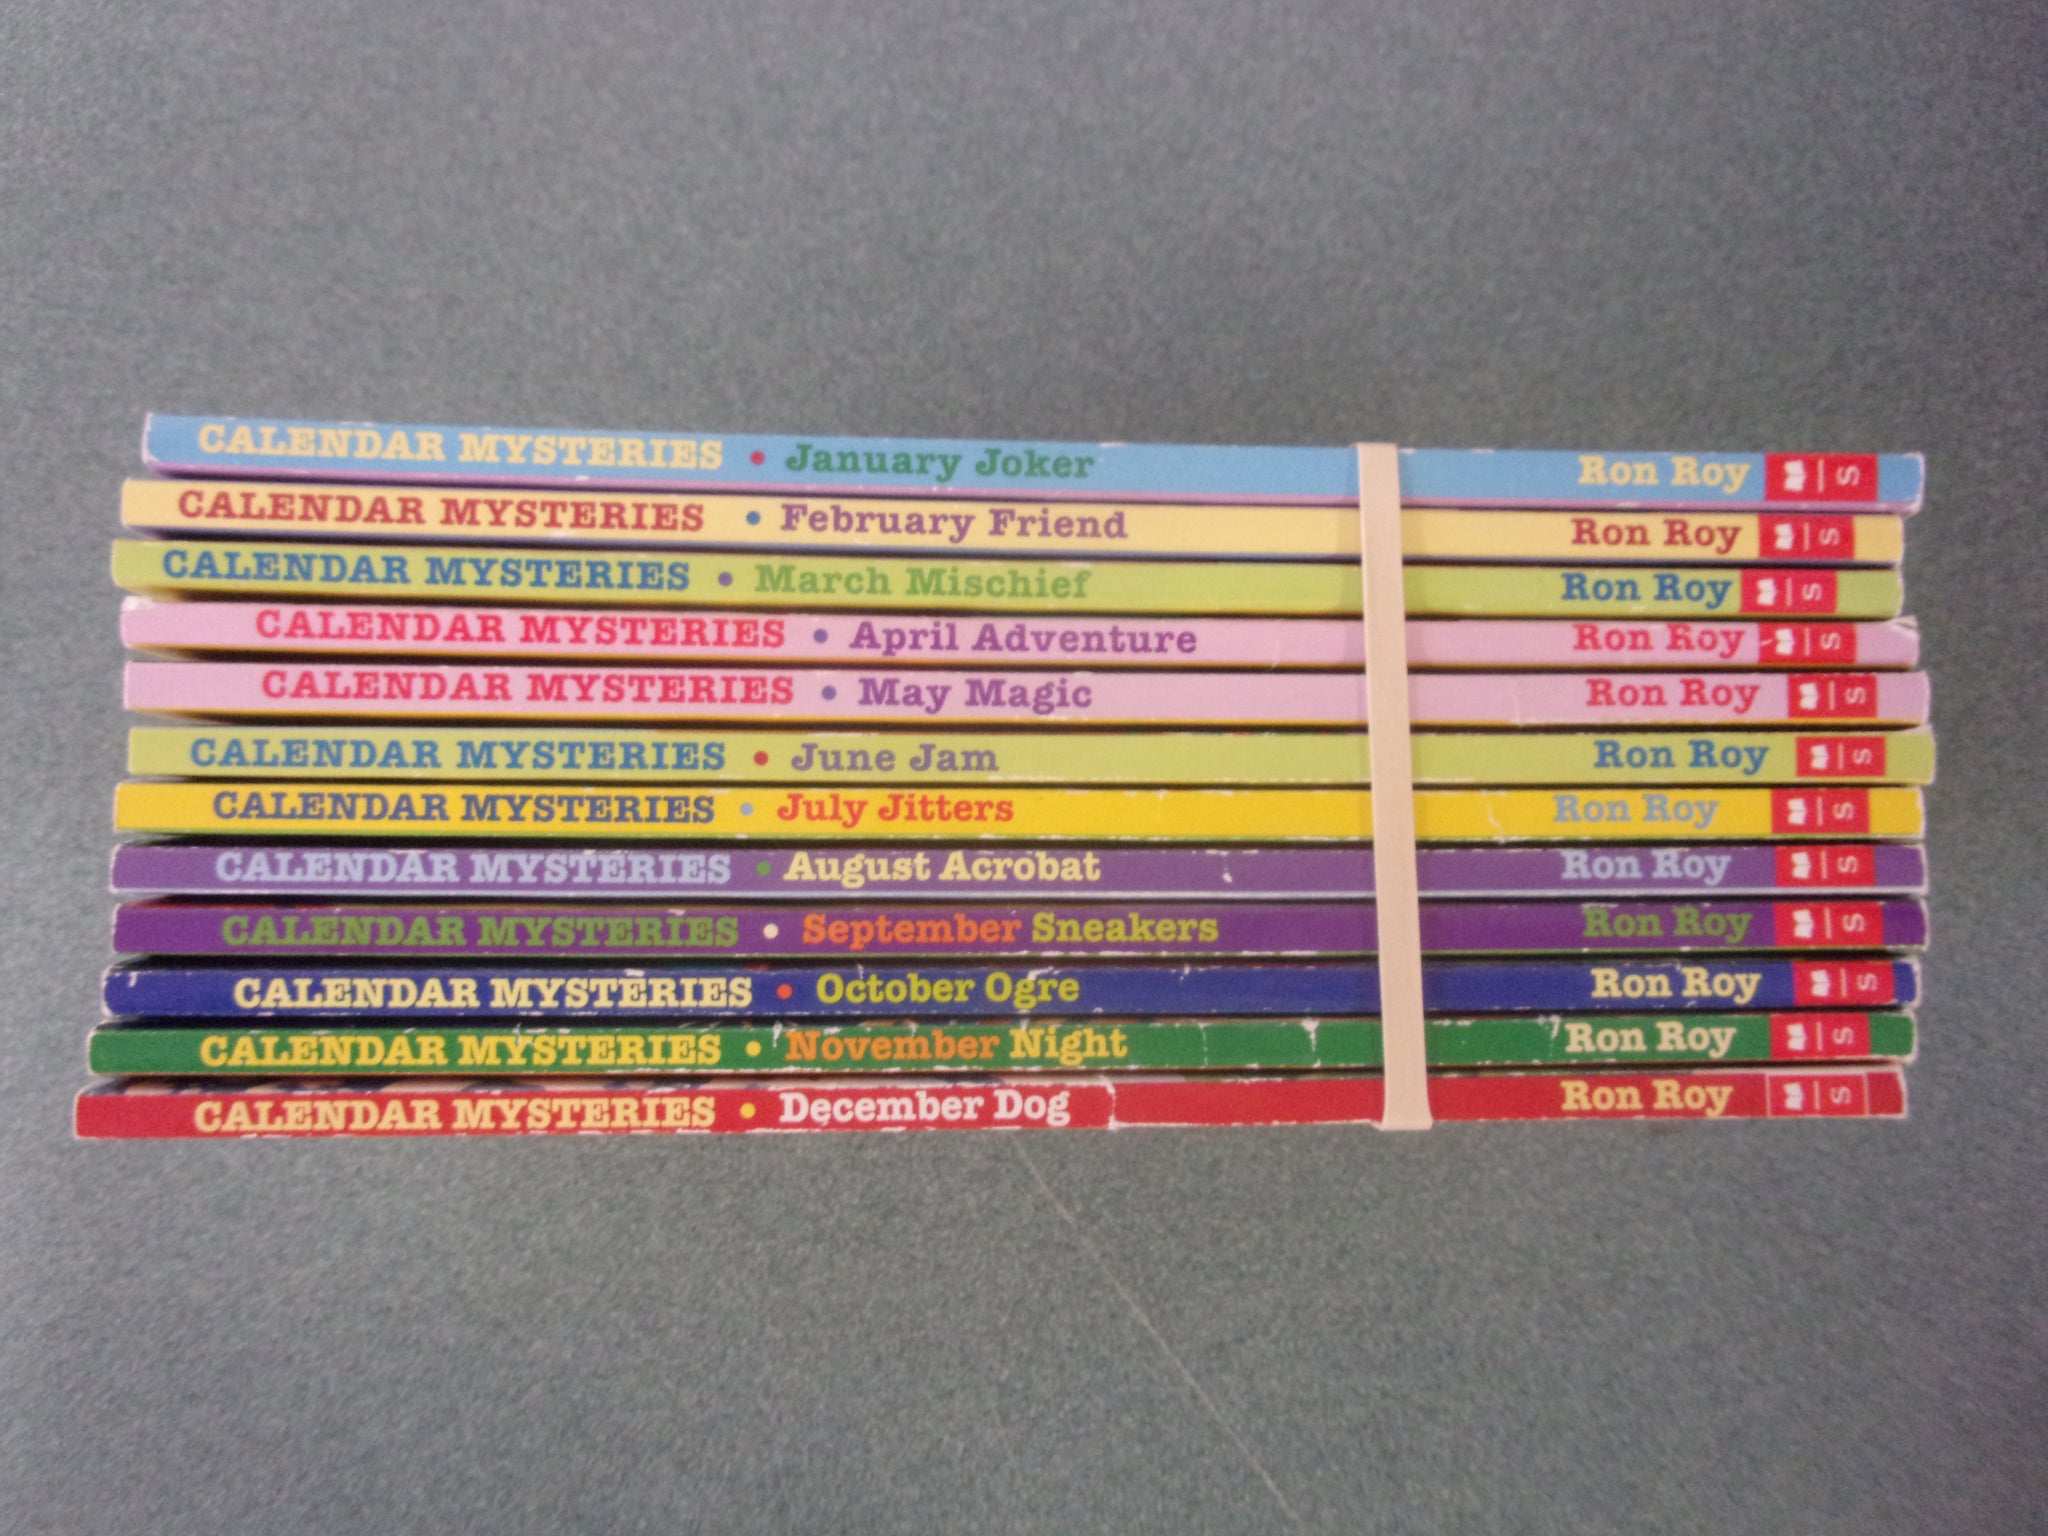 CALENDAR MYSTERIES • January Joker Ron Roy S
CALENDAR MYSTERIES • February Friend Ron Roy S
CALENDAR MYSTERIES • March Mischief Ron Roy S
CALENDAR MYSTERIES • April Adventure Ron Roy S
CALENDAR MYSTERIES • May Magic Ron Roy S
CALENDAR MYSTERIES • June Jam Ron Roy S
CALENDAR MYSTERIES • July Jitters Ron Roy S
CALENDAR MYSTERIES • August Acrobat Ron Roy S
CALENDAR MYSTERIES • September Sneakers Ron Roy S
CALENDAR MYSTERIES • October Ogre Ron Roy S
CALENDAR MYSTERIES • November Night Ron Roy S
CALENDAR MYSTERIES • December Dog Ron Roy S